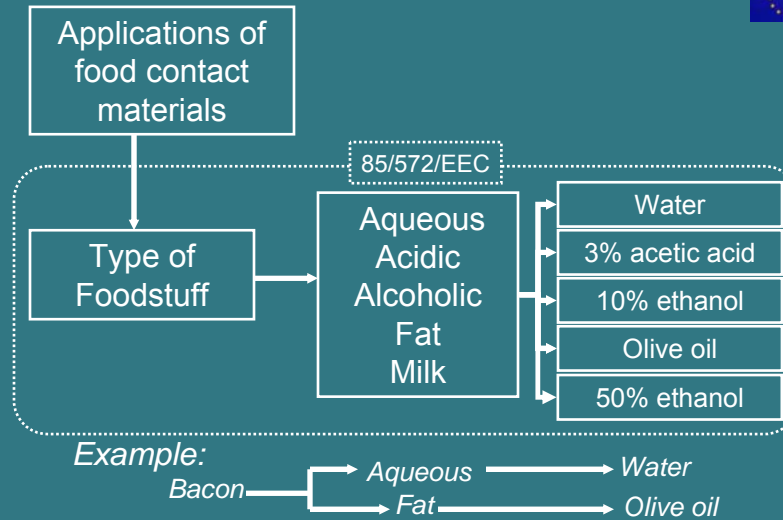 Applications of
food contact
materials
85/572/EEC
Type of
Foodstuff
Aqueous
Acidic
Alcoholic
Fat
Milk
Water
3% acetic acid
10% ethanol
Olive oil
50% ethanol
Example:
Bacon
Aqueous
Water
Fat
Olive oil